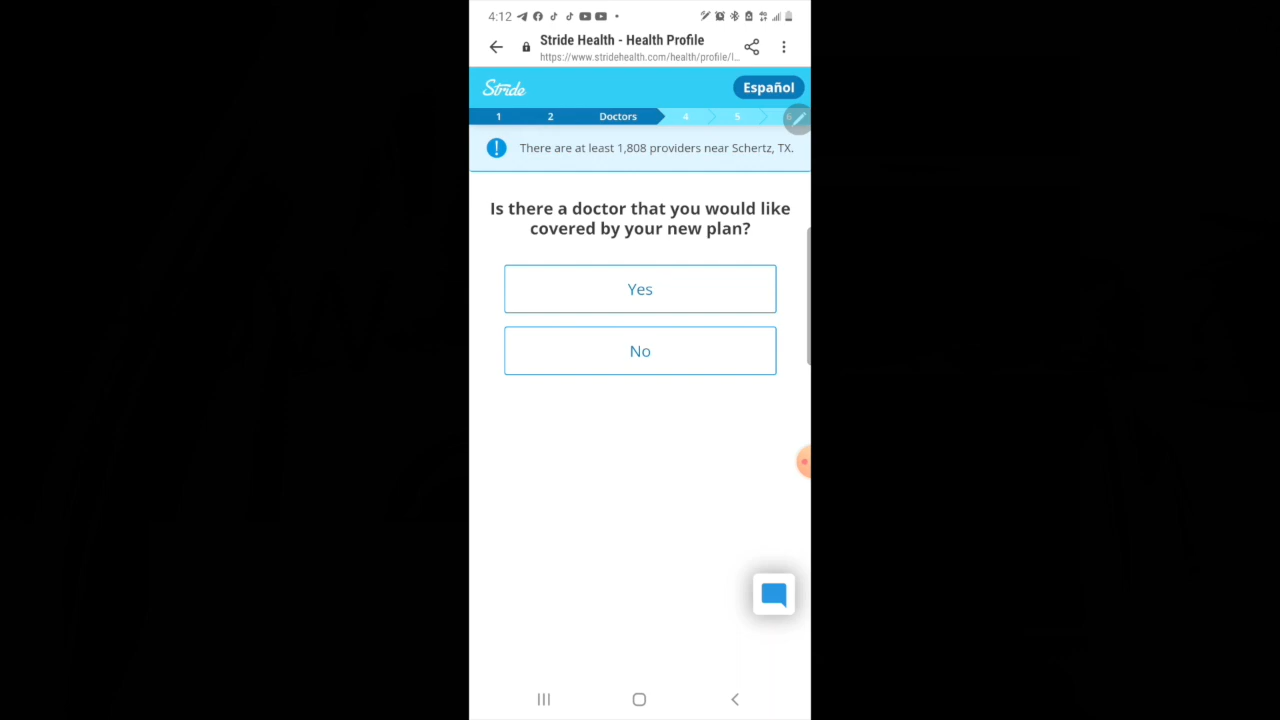 4:12
Stride Health - Health Profile
https://www.stridehealth.com/health/profile/l...
Stride
Español
1 2 Doctors 4 5 6
There are at least 1,808 providers near Schertz, TX.
Is there a doctor that you would like
covered by your new plan?
Yes
No